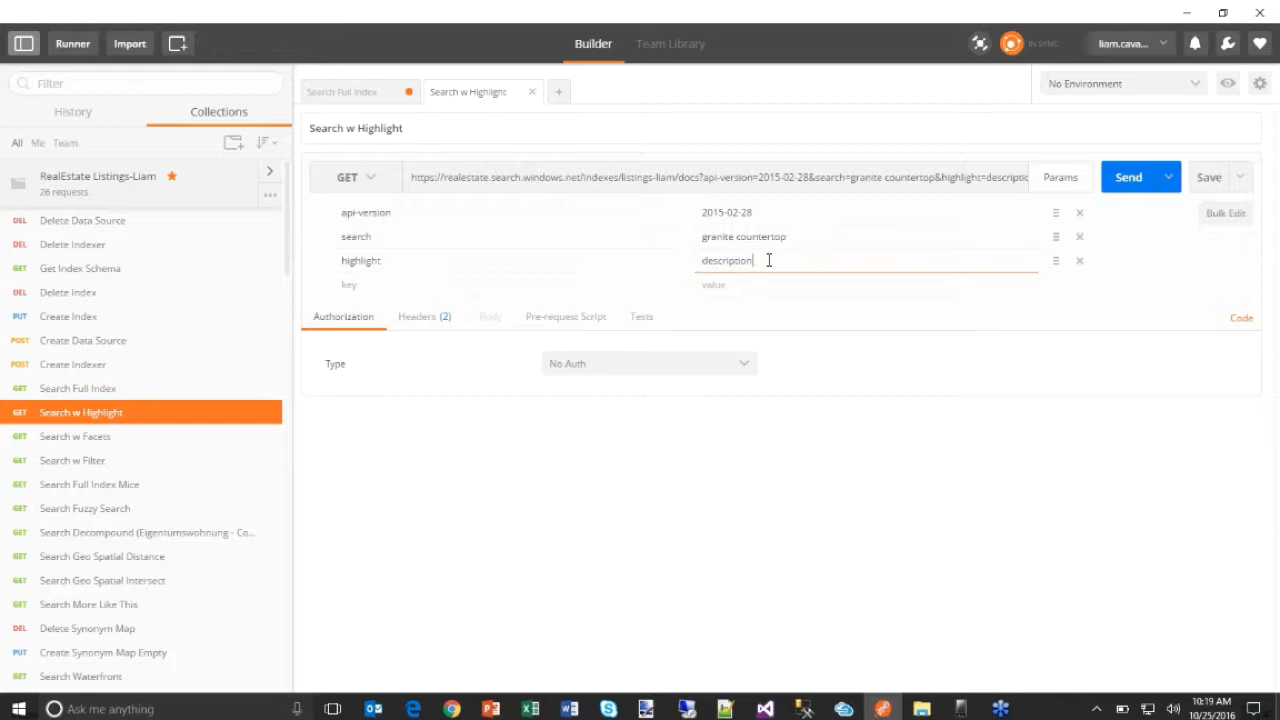 Runner
Import
Builder
Team Library
IN SYNC
liam.cava...
Filter
History
Collections
All Me Team
RealEstate Listings-Liam
26 requests
DEL Delete Data Source
DEL Delete Indexer
GET Get Index Schema
DEL Delete Index
PUT Create Index
POST Create Data Source
POST Create Indexer
GET Search Full Index
GET Search w Highlight
GET Search w Facets
GET Search w Filter
GET Search Full Index Mice
GET Search Fuzzy Search
GET Search Decompound (Eigentumswohnung - Co...
GET Search Geo Spatial Distance
GET Search Geo Spatial Intersect
GET Search More Like This
DEL Delete Synonym Map
PUT Create Synonym Map Empty
GET Search Waterfront
Search Full Index
Search w Highlight
No Environment
Search w Highlight
GET
https://realestate.search.windows.net/indexes/listings-liam/docs?api-version=2015-02-28&search=granite countertop&highlight=descriptic
Params
Send
Save
api-version 2015-02-28
Bulk Edit
search granite countertop
highlight description
key value
Authorization
Headers (2)
Body
Pre-request Script
Tests
Code
Type
No Auth
Ask me anything
10:19 AM
10/25/2016